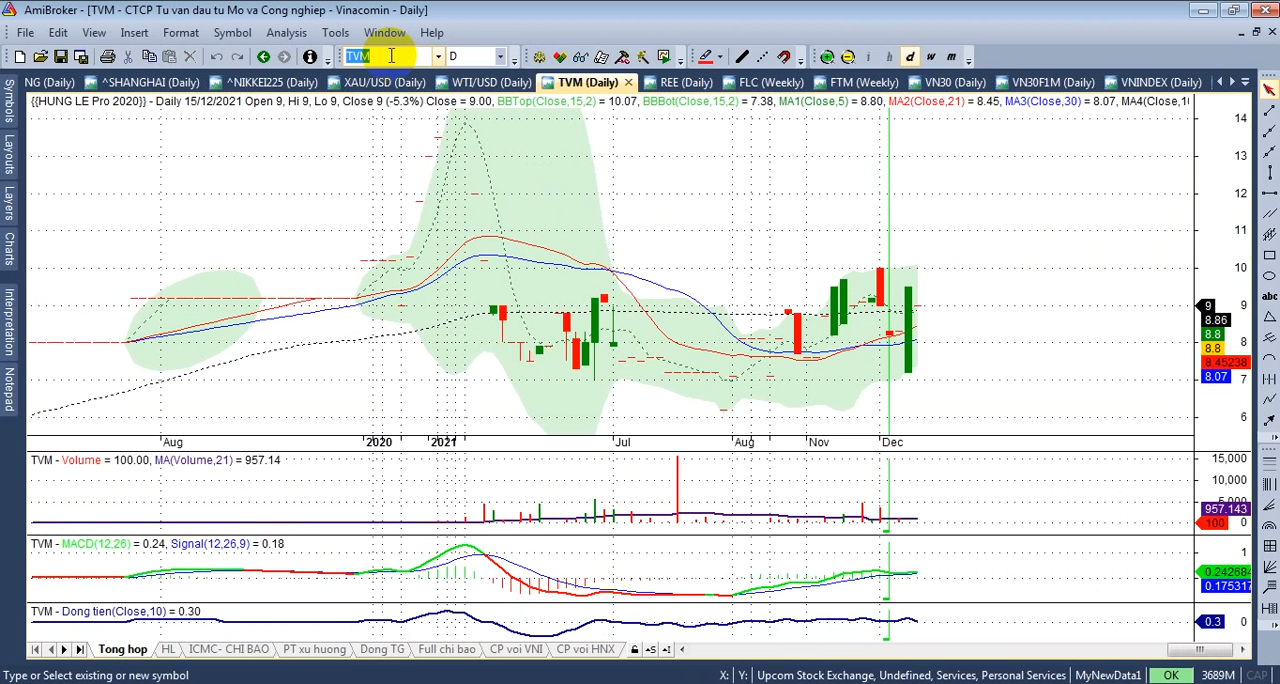 AmiBroker - [TVM - CTCP Tu van dau tu Mo va Cong nghiep - Vinacomin - Daily]
File Edit View Insert Format Symbol Analysis Tools Window Help
TVM D d w m
NG (Daily) ^SHANGHAI (Daily) ^NIKKEI225 (Daily) XAU/USD (Daily) WTI/USD (Daily) TVM (Daily) REE (Daily) FLC (Weekly) FTM (Weekly) VN30 (Daily) VN30F1M (Daily) VNINDEX (Daily)
{{HUNG LE Pro 2020}} - Daily 15/12/2021 Open 9, Hi 9, Lo 9, Close 9 (-5.3%) Close = 9.00, BBTop(Close,15,2) = 10.07, BBBot(Close,15,2) = 7.38, MA1(Close,5) = 8.80, MA2(Close,21) = 8.45, MA3(Close,30) = 8.07, MA4(Close,10
Symbols
Layouts
Layers
Charts
Interpretation
Notepad
abc
14
13
12
11
10
9
9
8.86
8.8
8.8
8.45238
8.07
8
7
6
Aug 2020 2021 Jul Aug Nov Dec
TVM - Volume = 100.00, MA(Volume,21) = 957.14
15,000
10,000
5,000
957.143
100 0
TVM - MACD(12,26) = 0.24, Signal(12,26,9) = 0.18
1
0.242684
0.175317
TVM - Dong tien(Close,10) = 0.30
0.3 0
Tong hop HL ICMC- CHI BAO PT xu huong Dong TG Full chi bao CP voi VNI CP voi HNX
Type or Select existing or new symbol X: Y: Upcom Stock Exchange, Undefined, Services, Personal Services MyNewData1 OK 3689M CAP